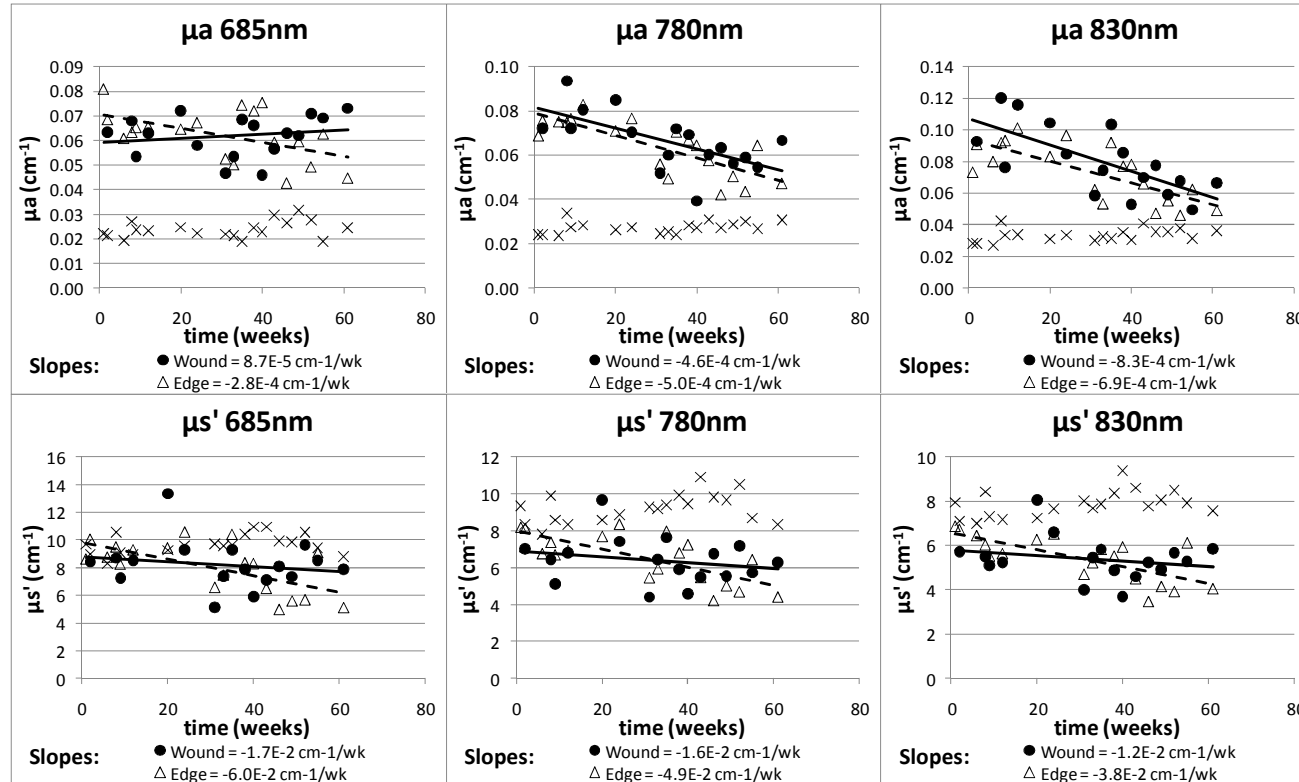 µa 685nm
µa (cm⁻¹)
0.09
0.08
0.07
0.06
0.05
0.04
0.03
0.02
0.01
0.00
0 20 40 60 80
time (weeks)
Slopes:
Wound = 8.7E-5 cm-1/wk
Edge = -2.8E-4 cm-1/wk
µa 780nm
µa (cm⁻¹)
0.10
0.08
0.06
0.04
0.02
0.00
0 20 40 60 80
time (weeks)
Slopes:
Wound = -4.6E-4 cm-1/wk
Edge = -5.0E-4 cm-1/wk
µa 830nm
µa (cm⁻¹)
0.14
0.12
0.10
0.08
0.06
0.04
0.02
0.00
0 20 40 60 80
time (weeks)
Slopes:
Wound = -8.3E-4 cm-1/wk
Edge = -6.9E-4 cm-1/wk
µs' 685nm
µs' (cm⁻¹)
16
14
12
10
8
6
4
2
0
0 20 40 60 80
time (weeks)
Slopes:
Wound = -1.7E-2 cm-1/wk
Edge = -6.0E-2 cm-1/wk
µs' 780nm
µs' (cm⁻¹)
12
10
8
6
4
2
0
0 20 40 60 80
time (weeks)
Slopes:
Wound = -1.6E-2 cm-1/wk
Edge = -4.9E-2 cm-1/wk
µs' 830nm
µs' (cm⁻¹)
10
8
6
4
2
0
0 20 40 60 80
time (weeks)
Slopes:
Wound = -1.2E-2 cm-1/wk
Edge = -3.8E-2 cm-1/wk